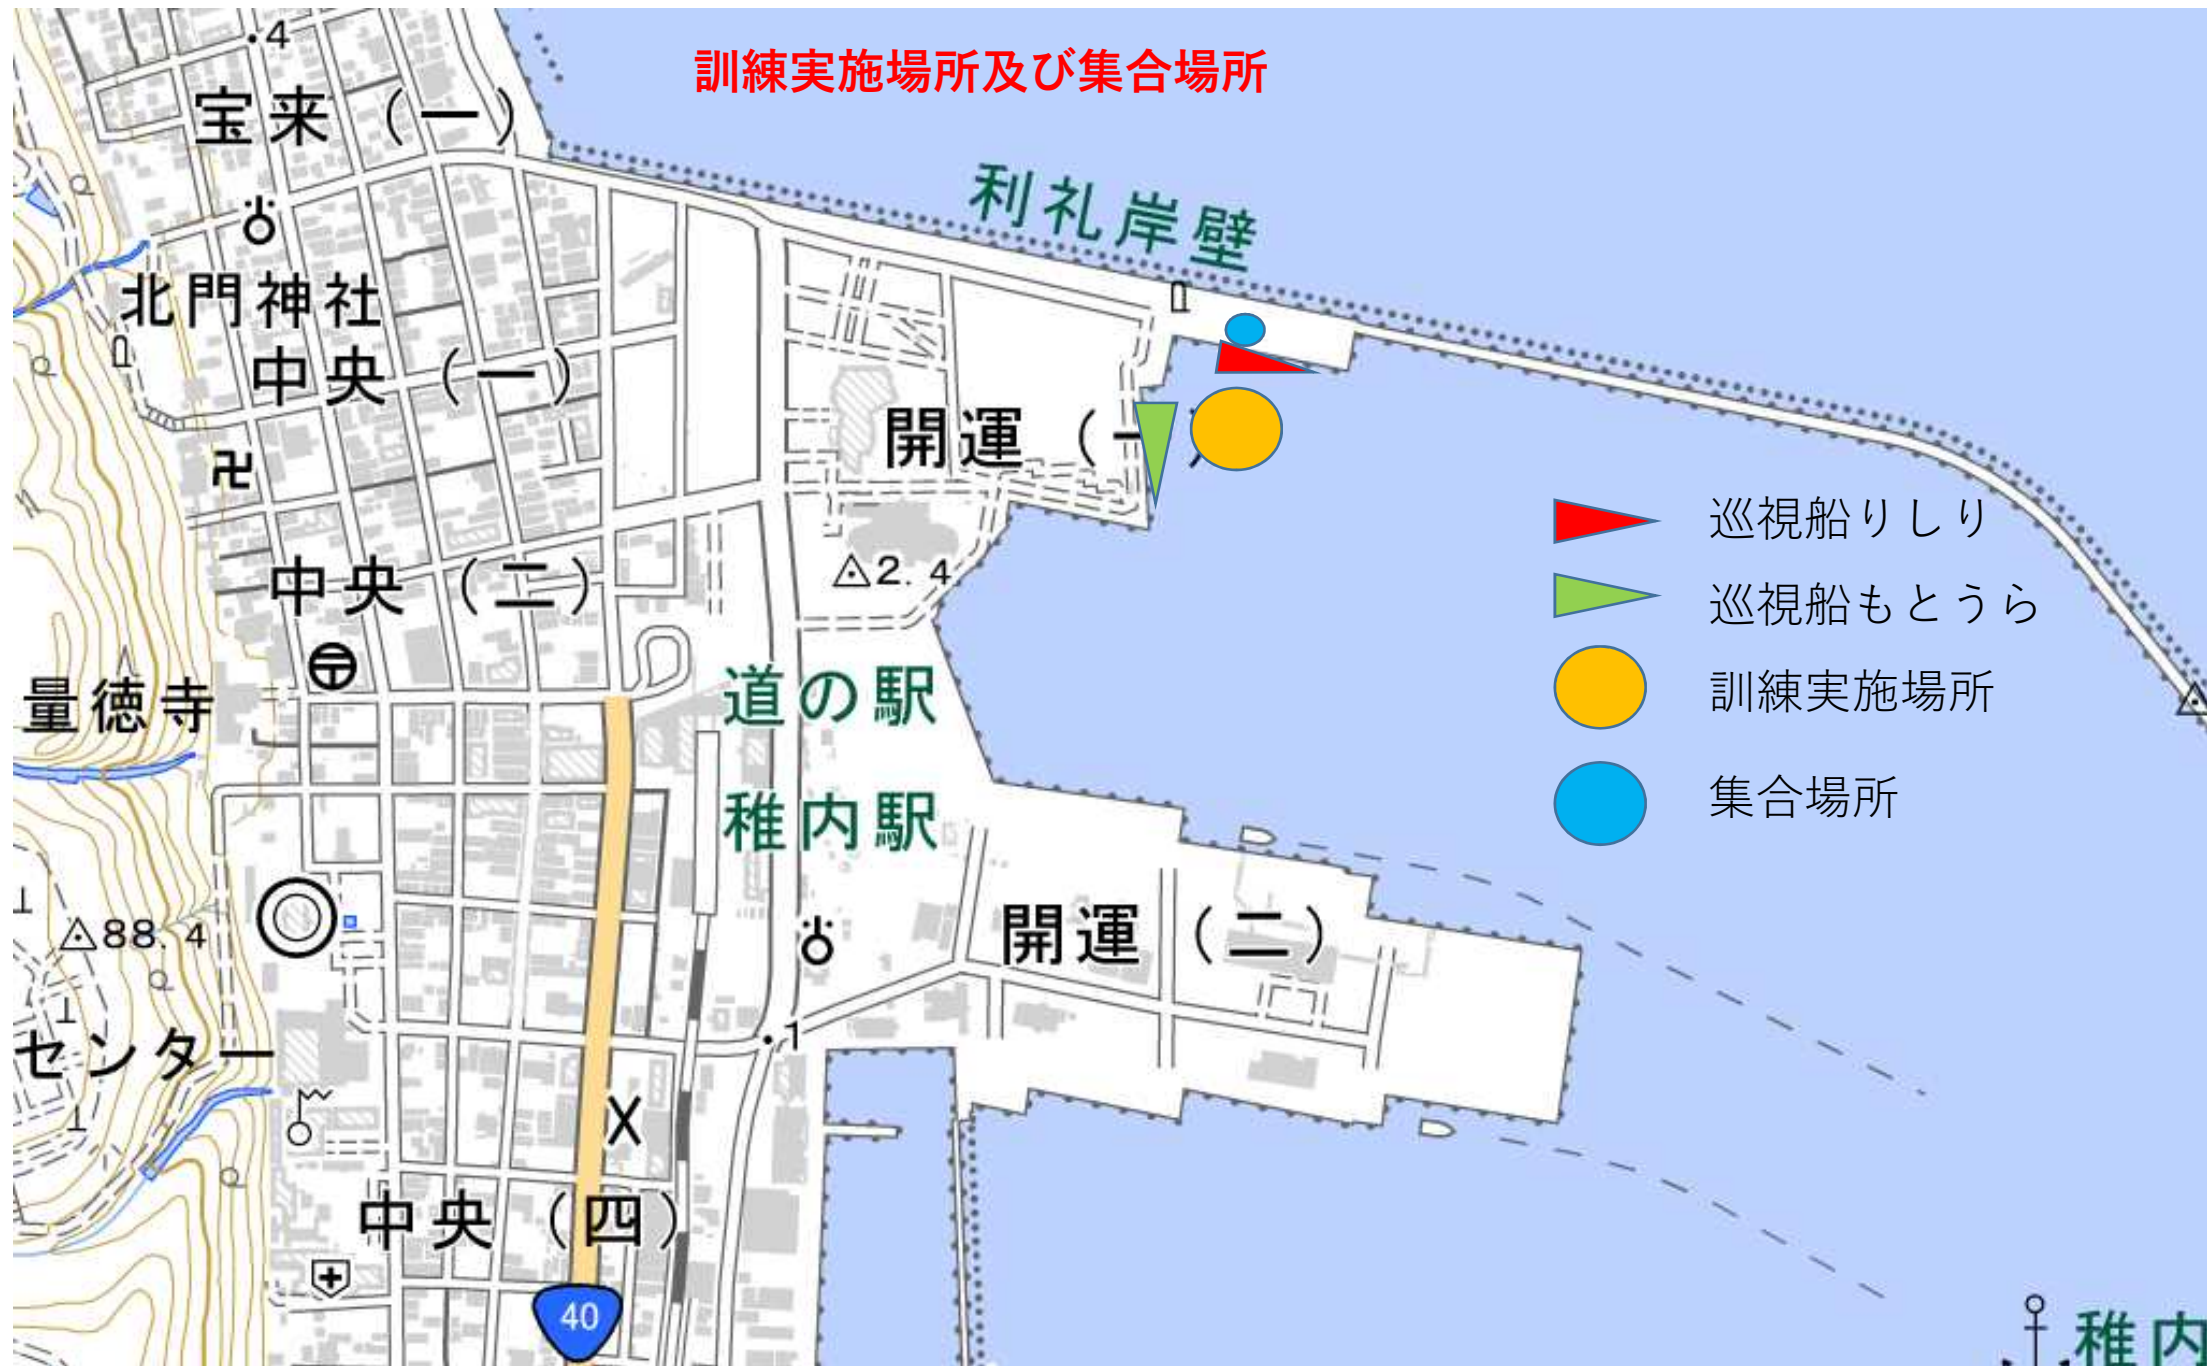 訓練実施場所及び集合場所
.4
宝来（一）
利礼岸壁
北門神社
中央（一）
開運（一）
巡視船りしり
2.4
中央（二）
巡視船もとうら
量徳寺
道の駅
訓練実施場所
稚内駅
集合場所
88.4
開運（二）
.1
センター
中央（四）
40
稚内